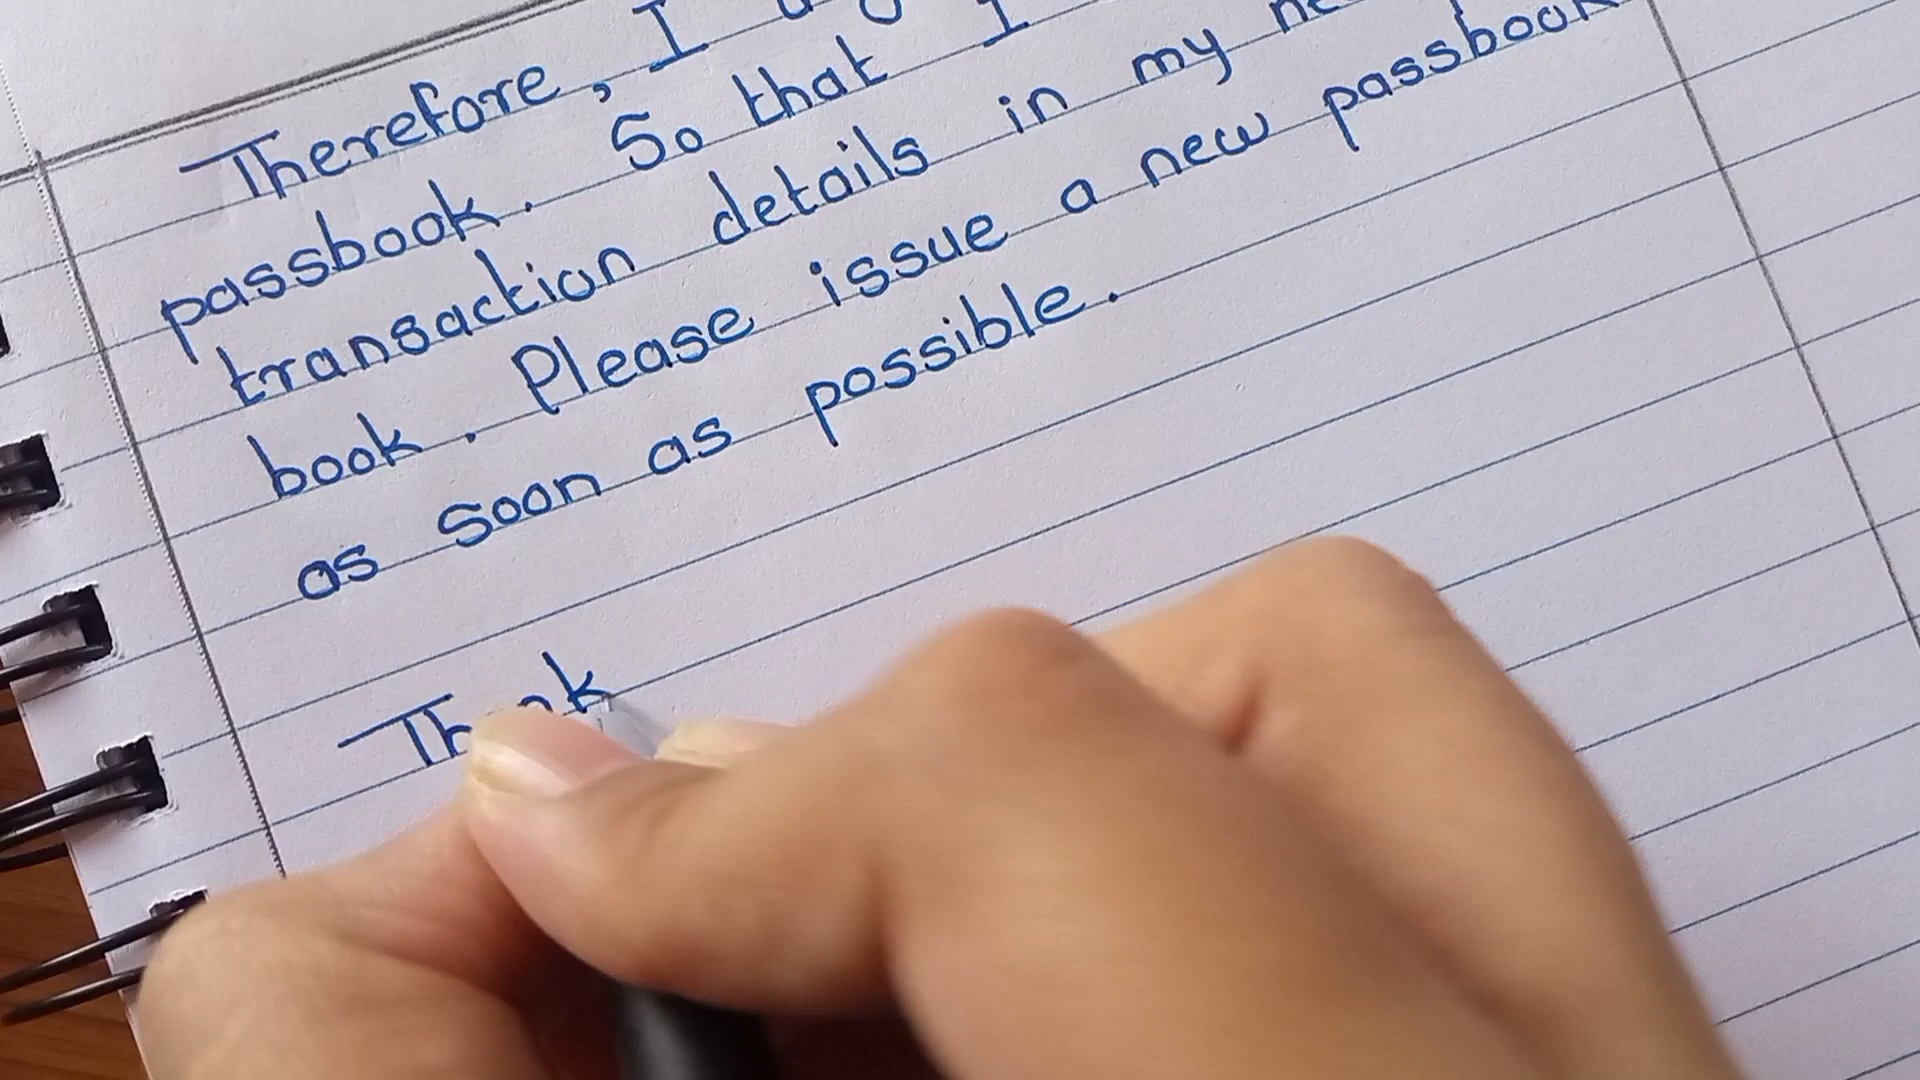 Therefore, I
passbook. So that I
transaction details in my
book. Please issue a new passbook
as soon as possible.